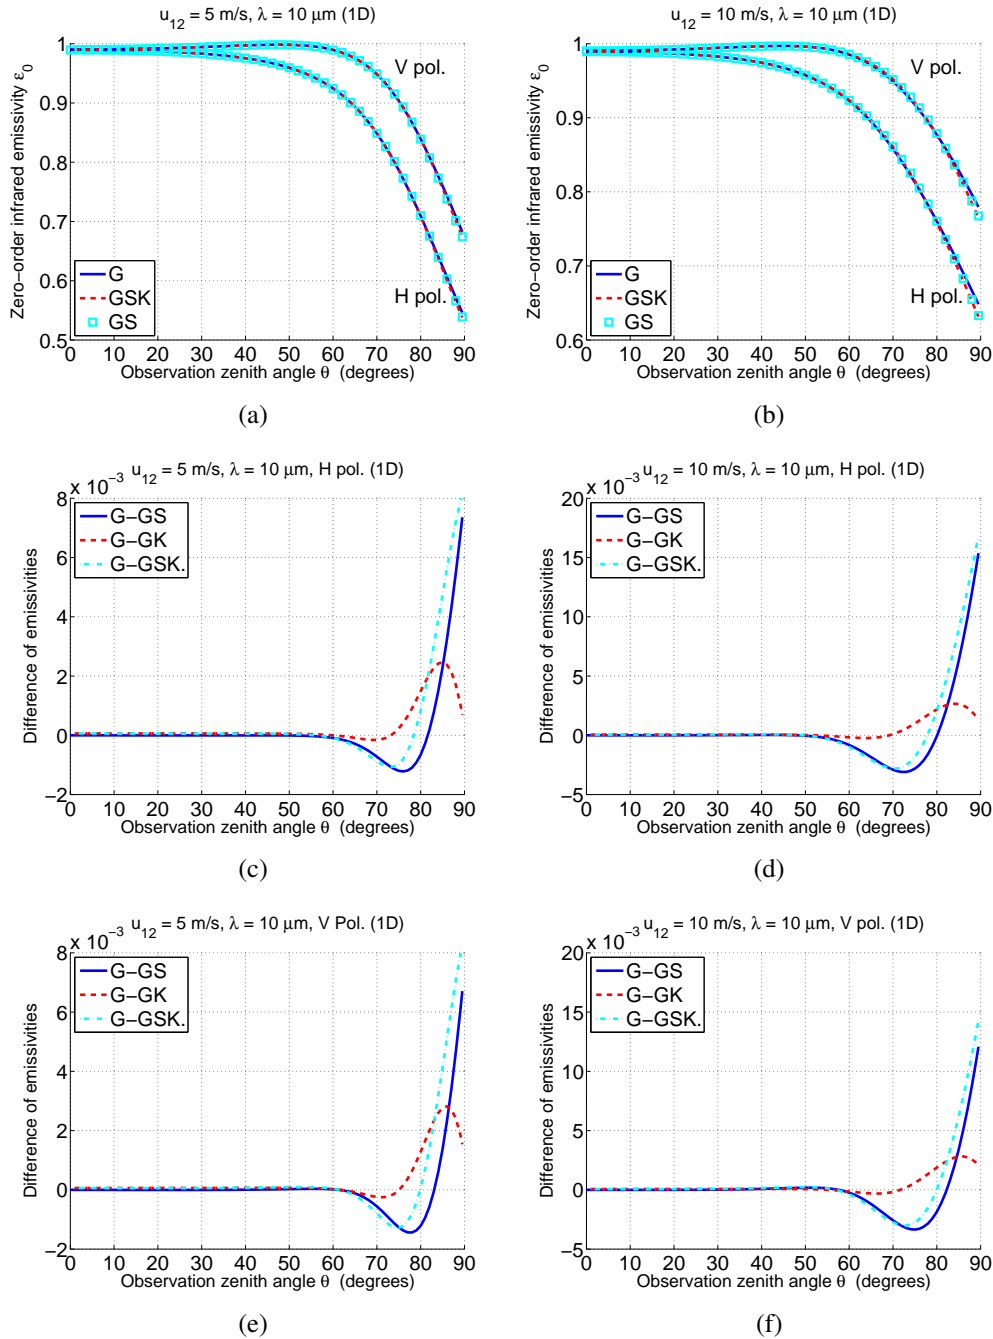 u12 = 5 m/s, λ = 10 μm (1D)
Zero−order infrared emissivity ε0
1
0.9
0.8
0.7
0.6
0.5
V pol.
H pol.
G
GSK
GS
0 10 20 30 40 50 60 70 80 90
Observation zenith angle θ (degrees)
(a)
u12 = 10 m/s, λ = 10 μm (1D)
Zero−order infrared emissivity ε0
1
0.9
0.8
0.7
0.6
V pol.
H pol.
G
GSK
GS
0 10 20 30 40 50 60 70 80 90
Observation zenith angle θ (degrees)
(b)
u12 = 5 m/s, λ = 10 μm, H pol. (1D)
x 10−3
Difference of emissivities
8
6
4
2
0
−2
G−GS
G−GK
G−GSK.
0 10 20 30 40 50 60 70 80 90
Observation zenith angle θ (degrees)
(c)
u12 = 10 m/s, λ = 10 μm, H pol. (1D)
x 10−3
Difference of emissivities
20
15
10
5
0
−5
G−GS
G−GK
G−GSK.
0 10 20 30 40 50 60 70 80 90
Observation zenith angle θ (degrees)
(d)
u12 = 5 m/s, λ = 10 μm, V Pol. (1D)
x 10−3
Difference of emissivities
8
6
4
2
0
−2
G−GS
G−GK
G−GSK.
0 10 20 30 40 50 60 70 80 90
Observation zenith angle θ (degrees)
(e)
u12 = 10 m/s, λ = 10 μm, V pol. (1D)
x 10−3
Difference of emissivities
20
15
10
5
0
−5
G−GS
G−GK
G−GSK.
0 10 20 30 40 50 60 70 80 90
Observation zenith angle θ (degrees)
(f)